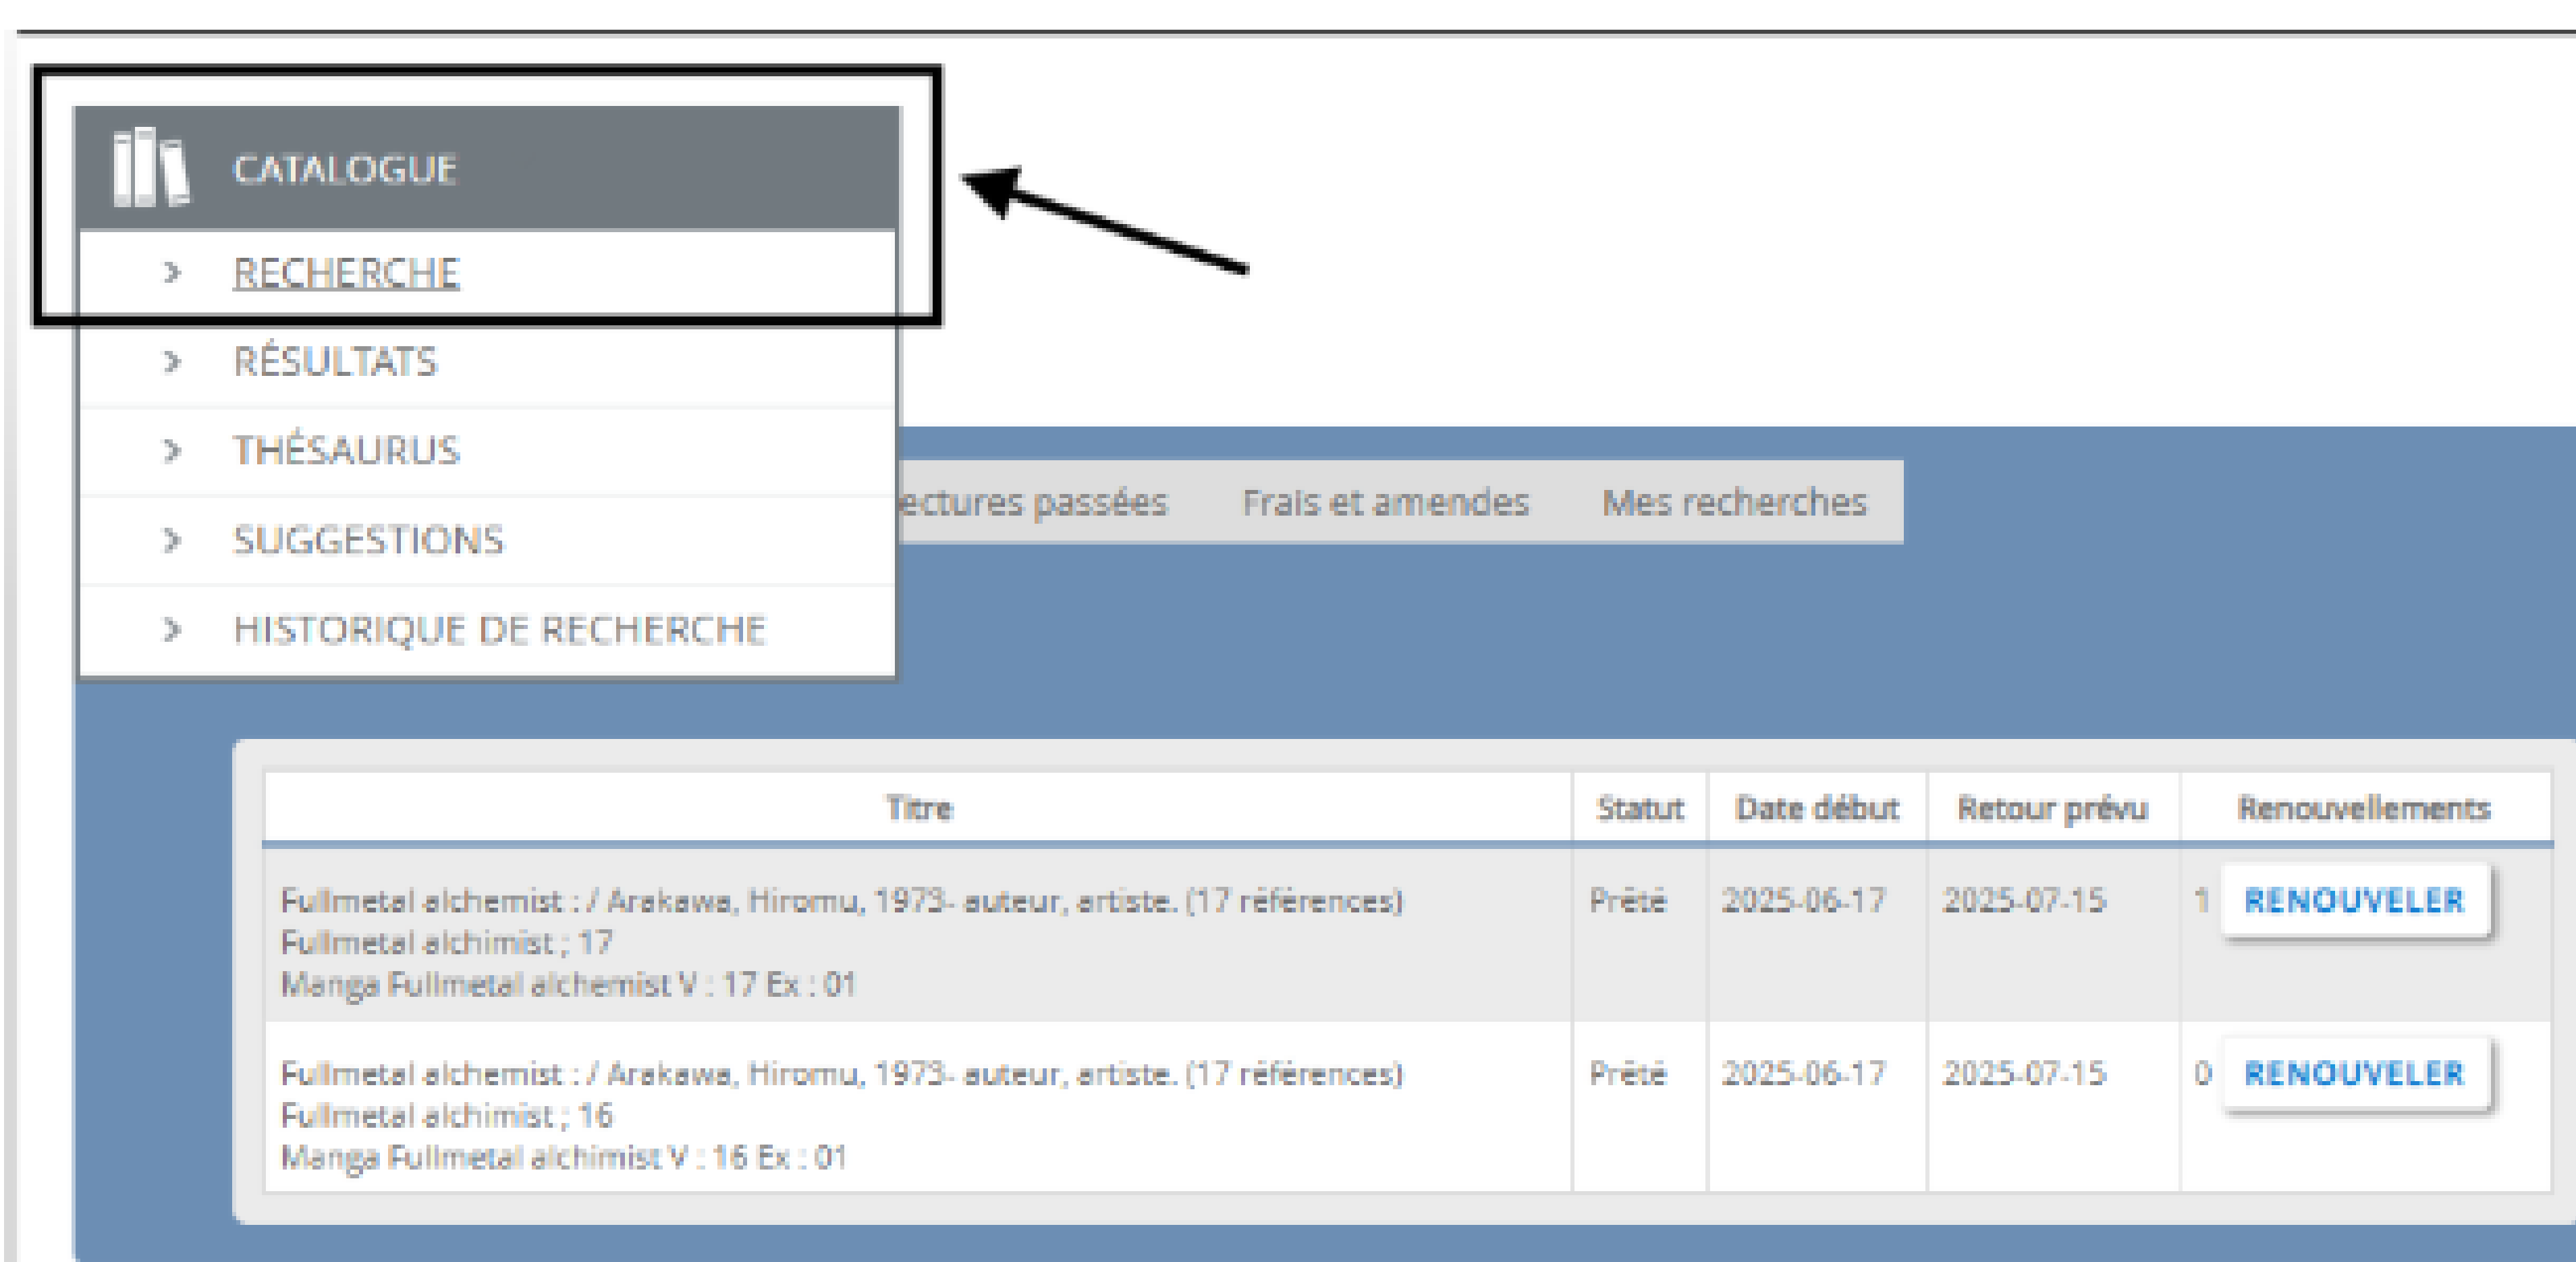 CATALOGUE
> RECHERCHE
> RÉSULTATS
> THÉSAURUS
> SUGGESTIONS
> HISTORIQUE DE RECHERCHE
ectures passées Frais et amendes Mes recherches
Titre Statut Date début Retour prévu Renouvellements
Fullmetal alchemist : / Arakawa, Hiromu, 1973- auteur, artiste. (17 références) Prêté 2025-06-17 2025-07-15 1 RENOUVELER
Fullmetal alchimist ; 17
Manga Fullmetal alchemist V : 17 Ex : 01
Fullmetal alchemist : / Arakawa, Hiromu, 1973- auteur, artiste. (17 références) Prêté 2025-06-17 2025-07-15 0 RENOUVELER
Fullmetal alchimist ; 16
Manga Fullmetal alchimist V : 16 Ex : 01